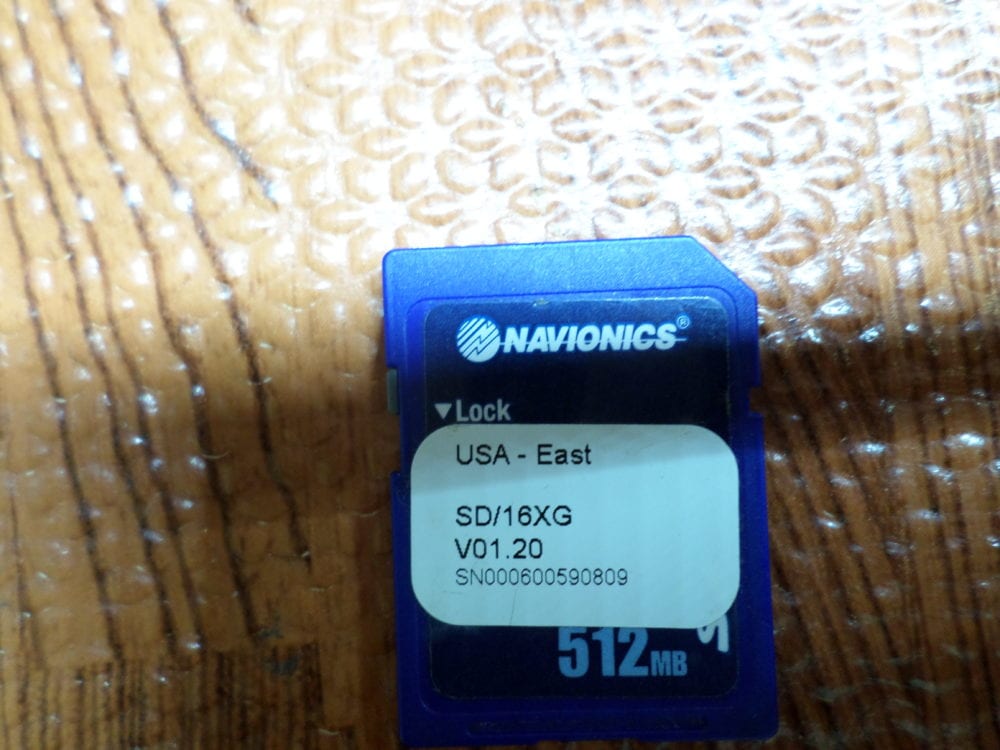 NAVIONICS®
▼Lock
USA - East
SD/16XG
V01.20
SN000600590809
512MB